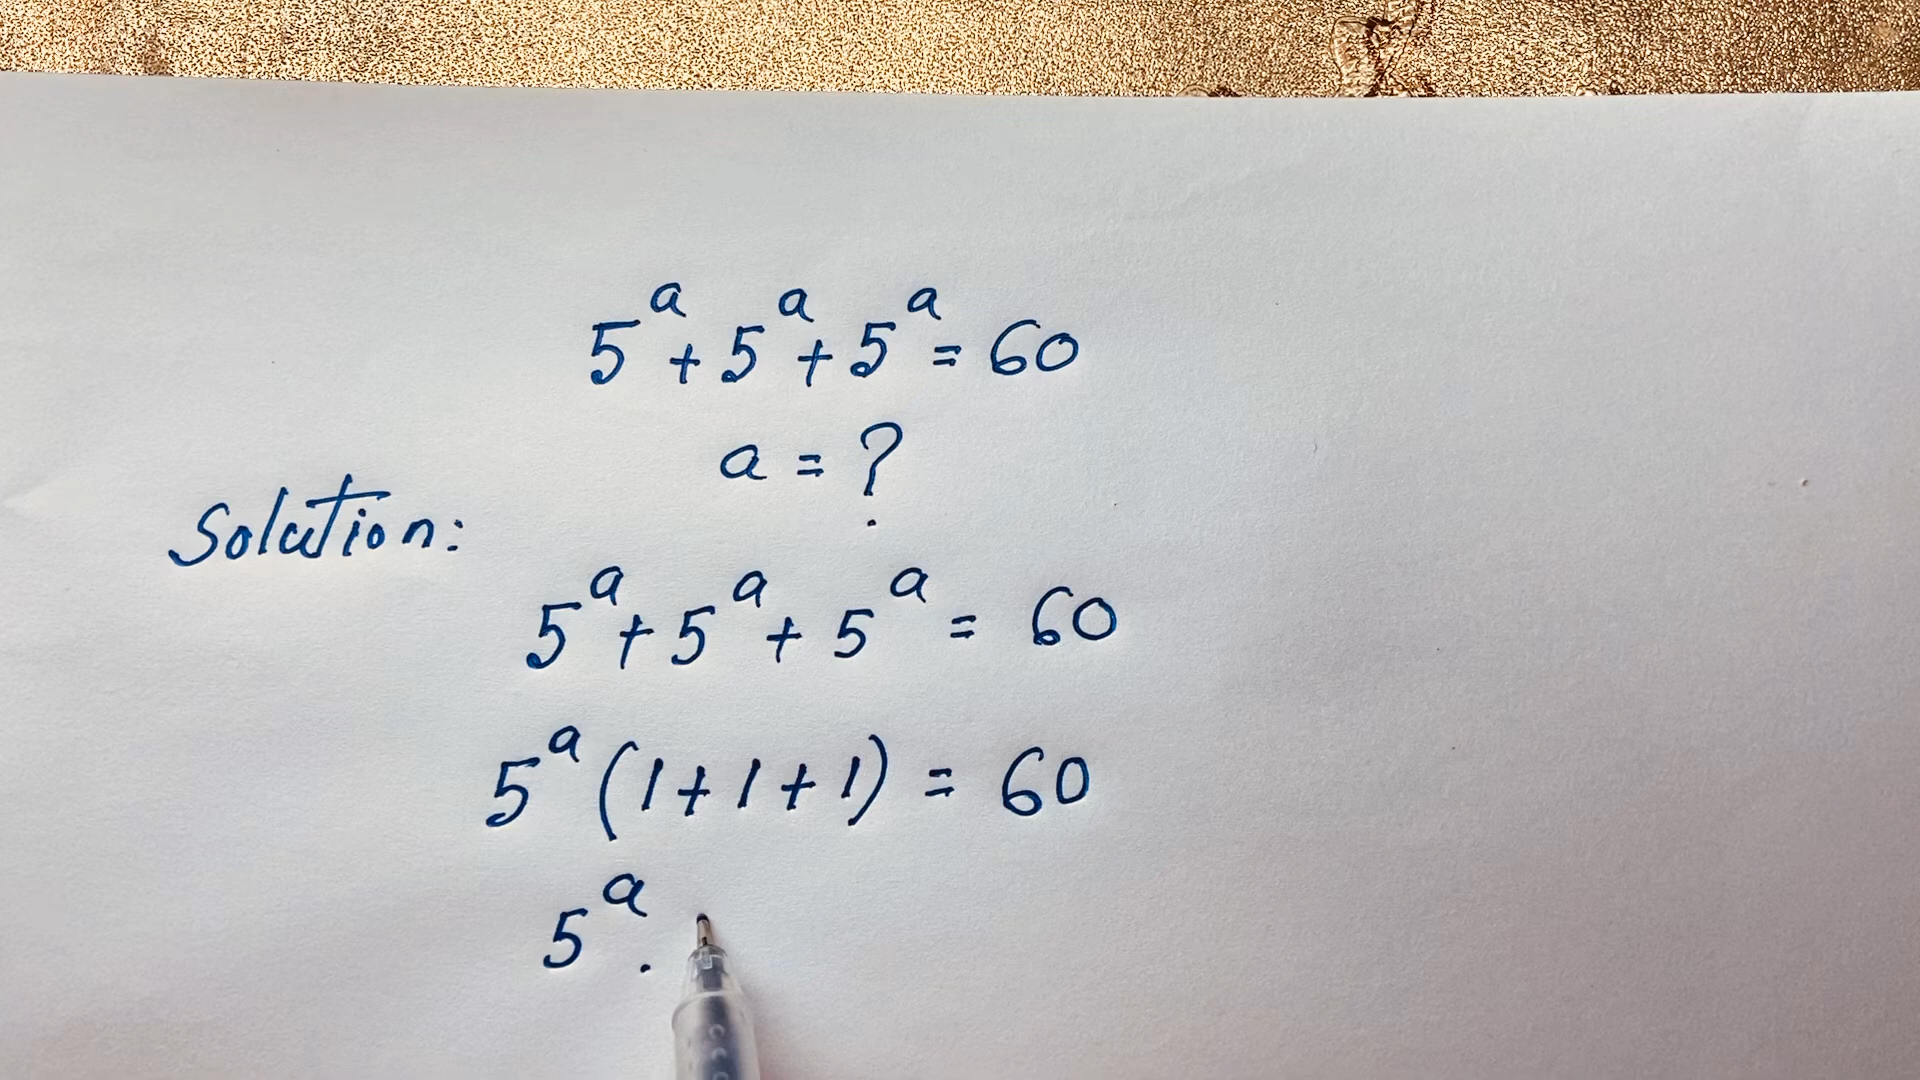 5^a + 5^a + 5^a = 60
a = ?
Solution:
5^a + 5^a + 5^a = 60
5^a (1 + 1 + 1) = 60
5^a .